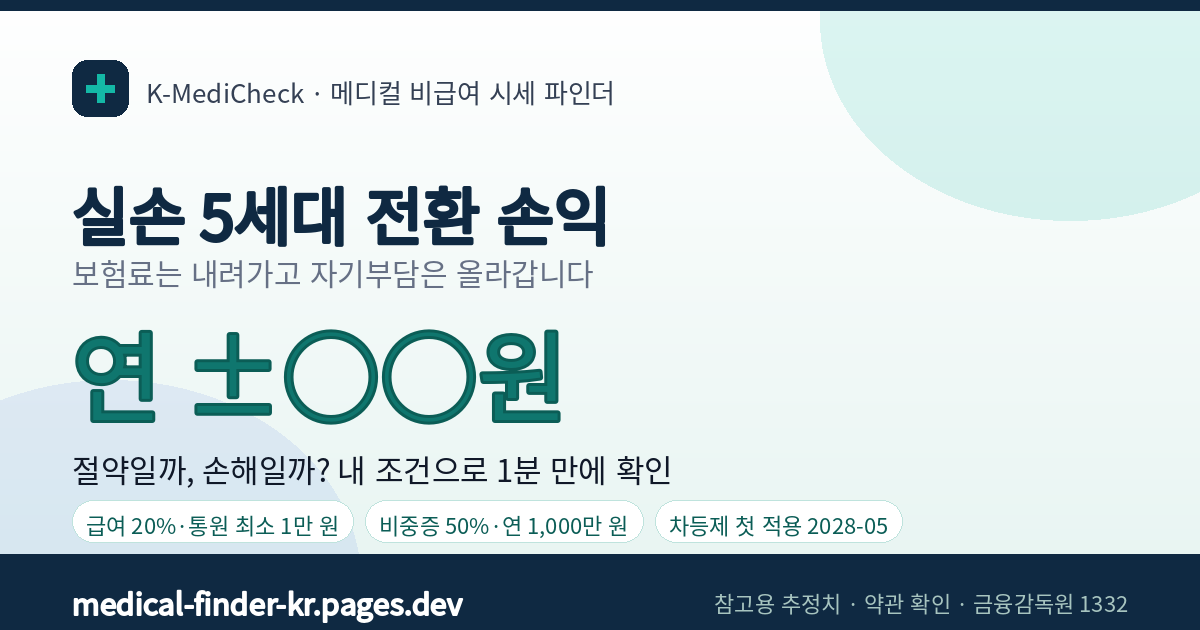 K-MediCheck · 메디컬 비급여 시세 파인더
실손 5세대 전환 손익
보험료는 내려가고 자기부담은 올라갑니다
연 ±○○원
절약일까, 손해일까? 내 조건으로 1분 만에 확인
급여 20%·통원 최소 1만 원
비중증 50%·연 1,000만 원
차등제 첫 적용 2028-05
medical-finder-kr.pages.dev
참고용 추정치 · 약관 확인 · 금융감독원 1332